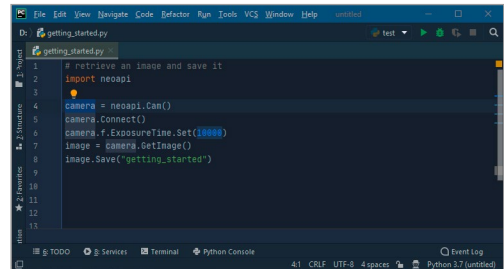 File Edit View Navigate Code Refactor Run Tools VCS Window Help untitled
D: getting_started.py test
getting_started.py
1: Project
2: Structure
2: Favorites
1 # retrieve an image and save it
2 import neoapi
3
4 camera = neoapi.Cam()
5 camera.Connect()
6 camera.f.ExposureTime.Set(10000)
7 image = camera.GetImage()
8 image.Save("getting_started")
9
10
11
12
13
6: TODO 8: Services Terminal Python Console Event Log
4:1 CRLF UTF-8 4 spaces Python 3.7 (untitled)